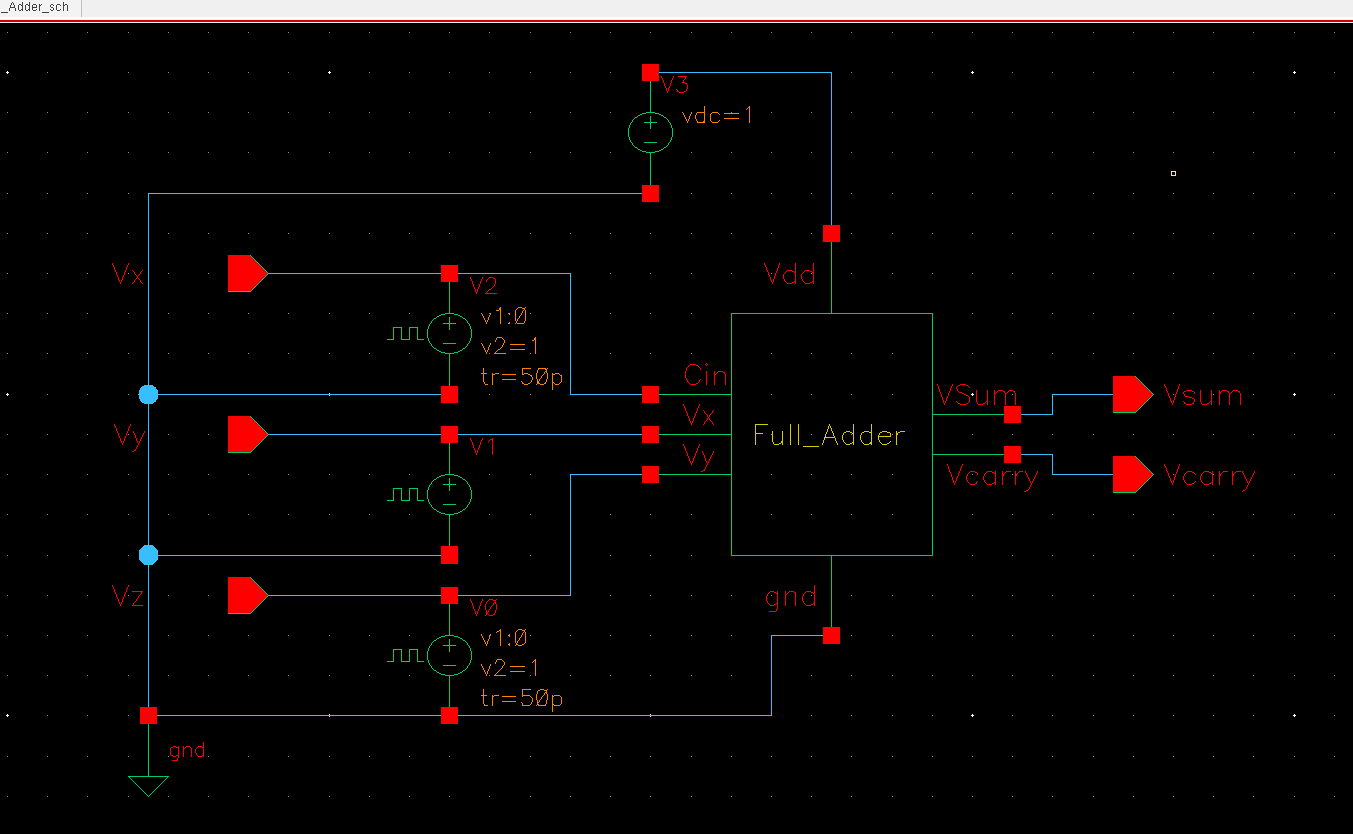 _Adder_sch
V3
vdc=1
Vx
V2
v1:0
v2=1
tr=50p
Vdd
Cin
Vx
Vy
Full_Adder
VSum
Vsum
Vcarry
Vcarry
Vy
V1
Vz
V0
v1:0
v2=1
tr=50p
gnd
gnd